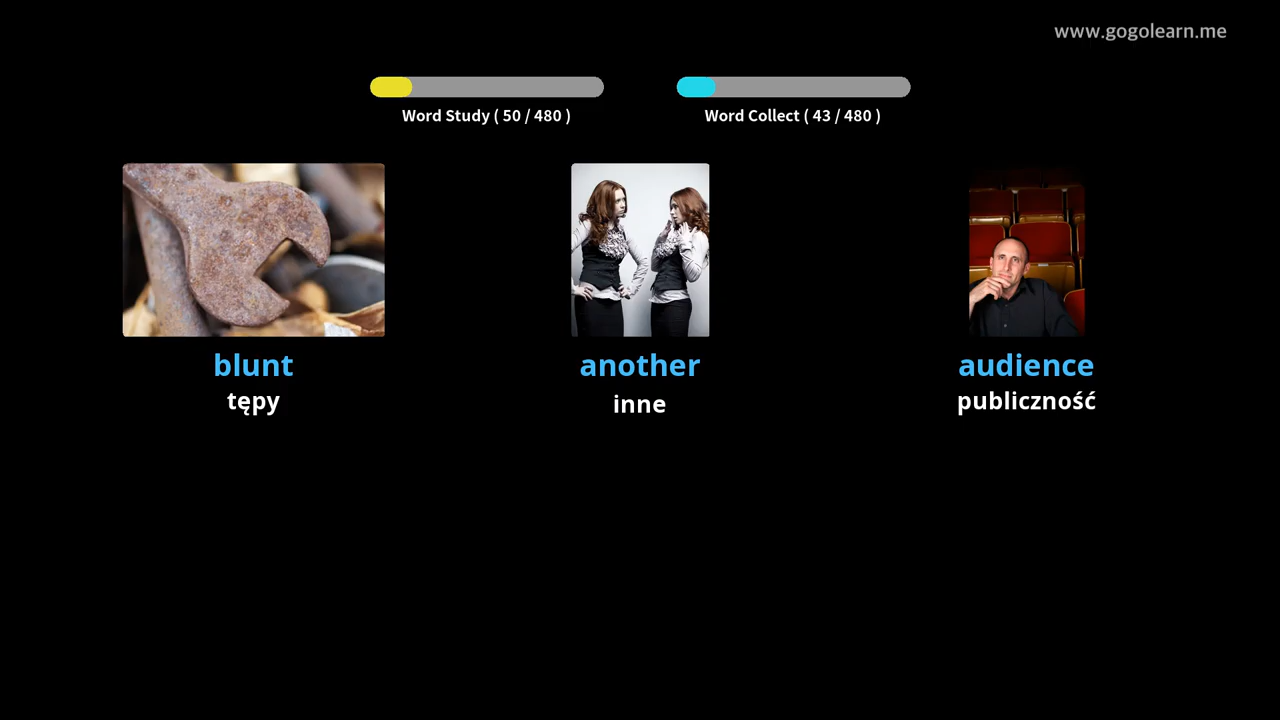 www.gogolearn.me
Word Study ( 50 / 480 )
Word Collect ( 43 / 480 )
blunt
tępy
another
inne
audience
publiczność